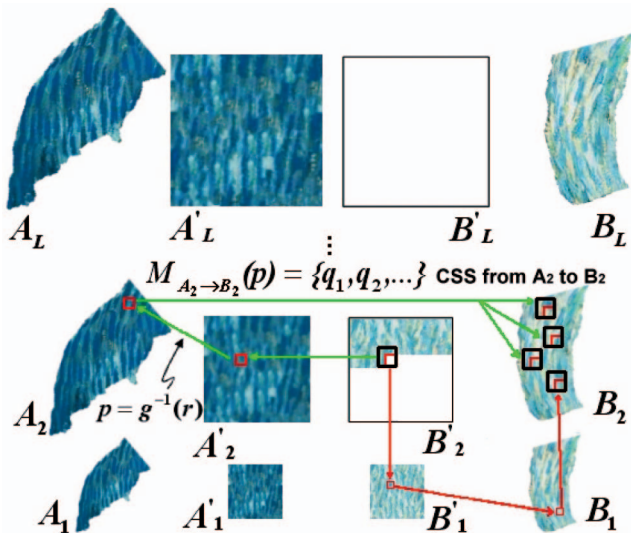 A_L A'_L B'_L B_L
⋮
M_{A_2→B_2}(p) = {q_1,q_2,...} CSS from A2 to B2
p = g^{-1}(r)
A_2 A'_2 B'_2 B_2
A_1 A'_1 B'_1 B_1